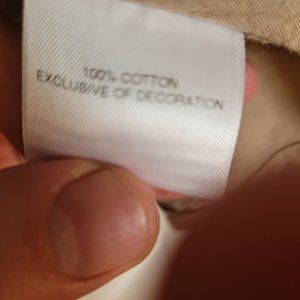 100% COTTON
EXCLUSIVE OF DECORATION